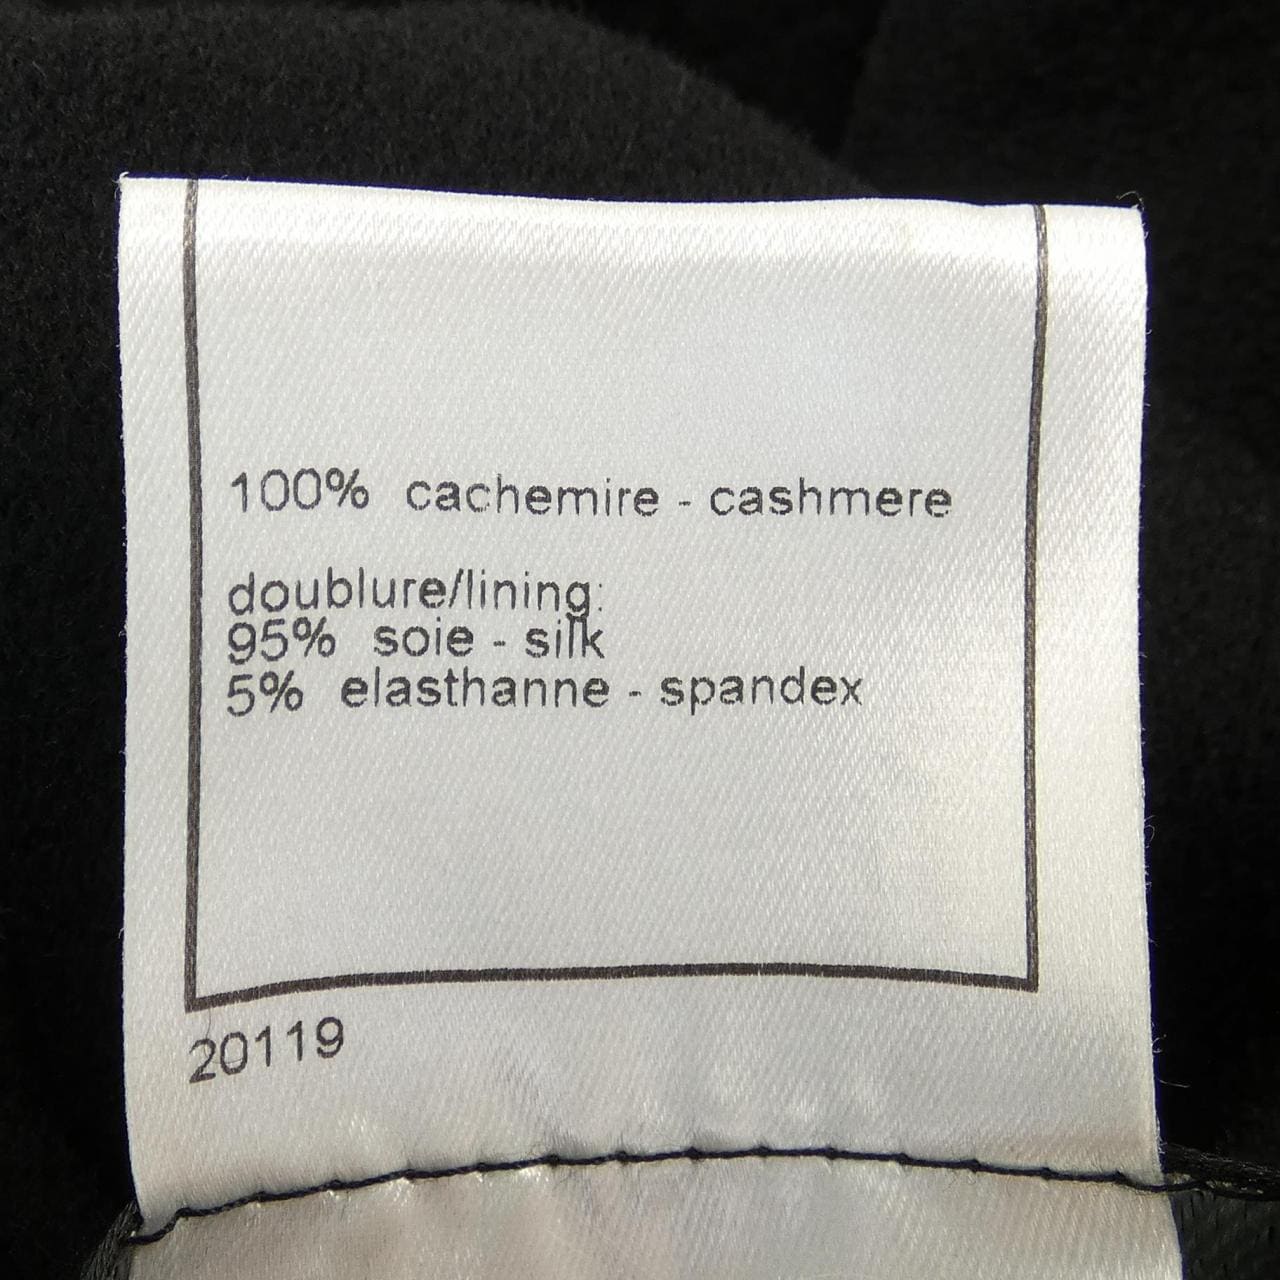 100% cachemire - cashmere
doublure/lining:
95% soie - silk
5% elasthanne - spandex
20119